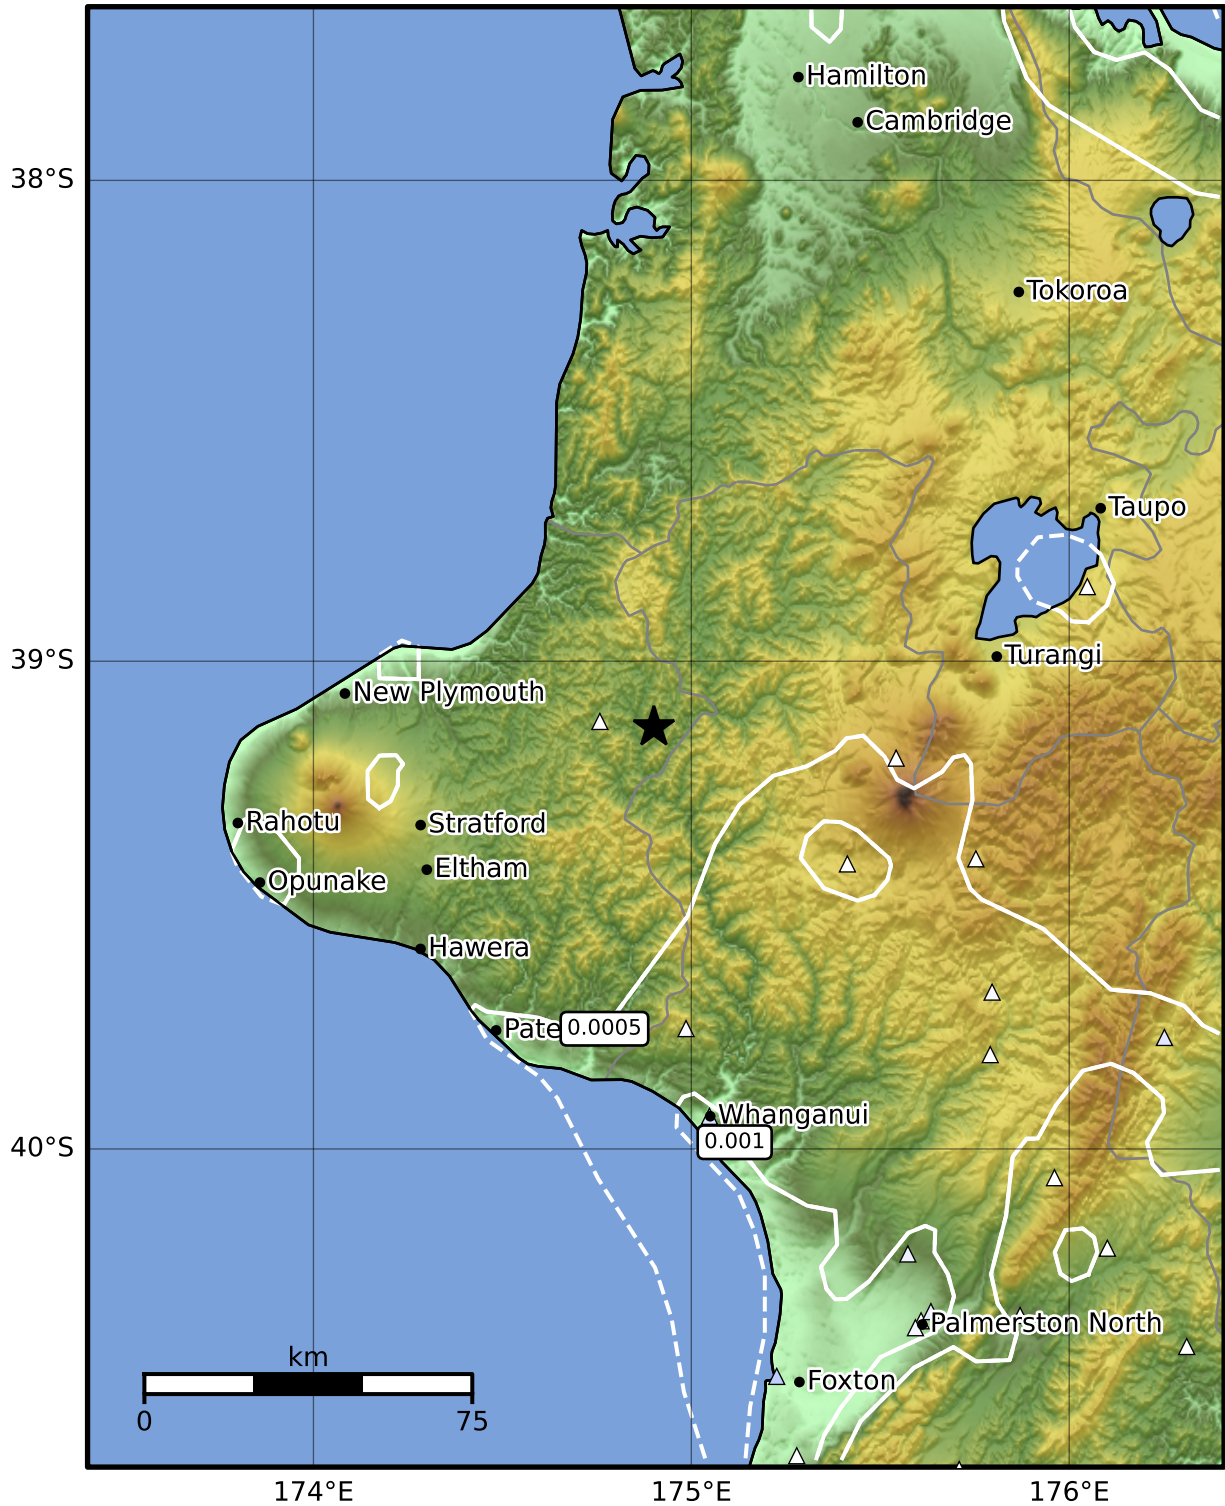 Hamilton
Cambridge
38°S
Tokoroa
Taupo
39°S
Turangi
New Plymouth
Rahotu
Stratford
Eltham
Opunake
Hawera
Pate
0.0005
Whanganui
0.001
40°S
Palmerston North
km
Foxton
0
75
174°E
175°E
176°E